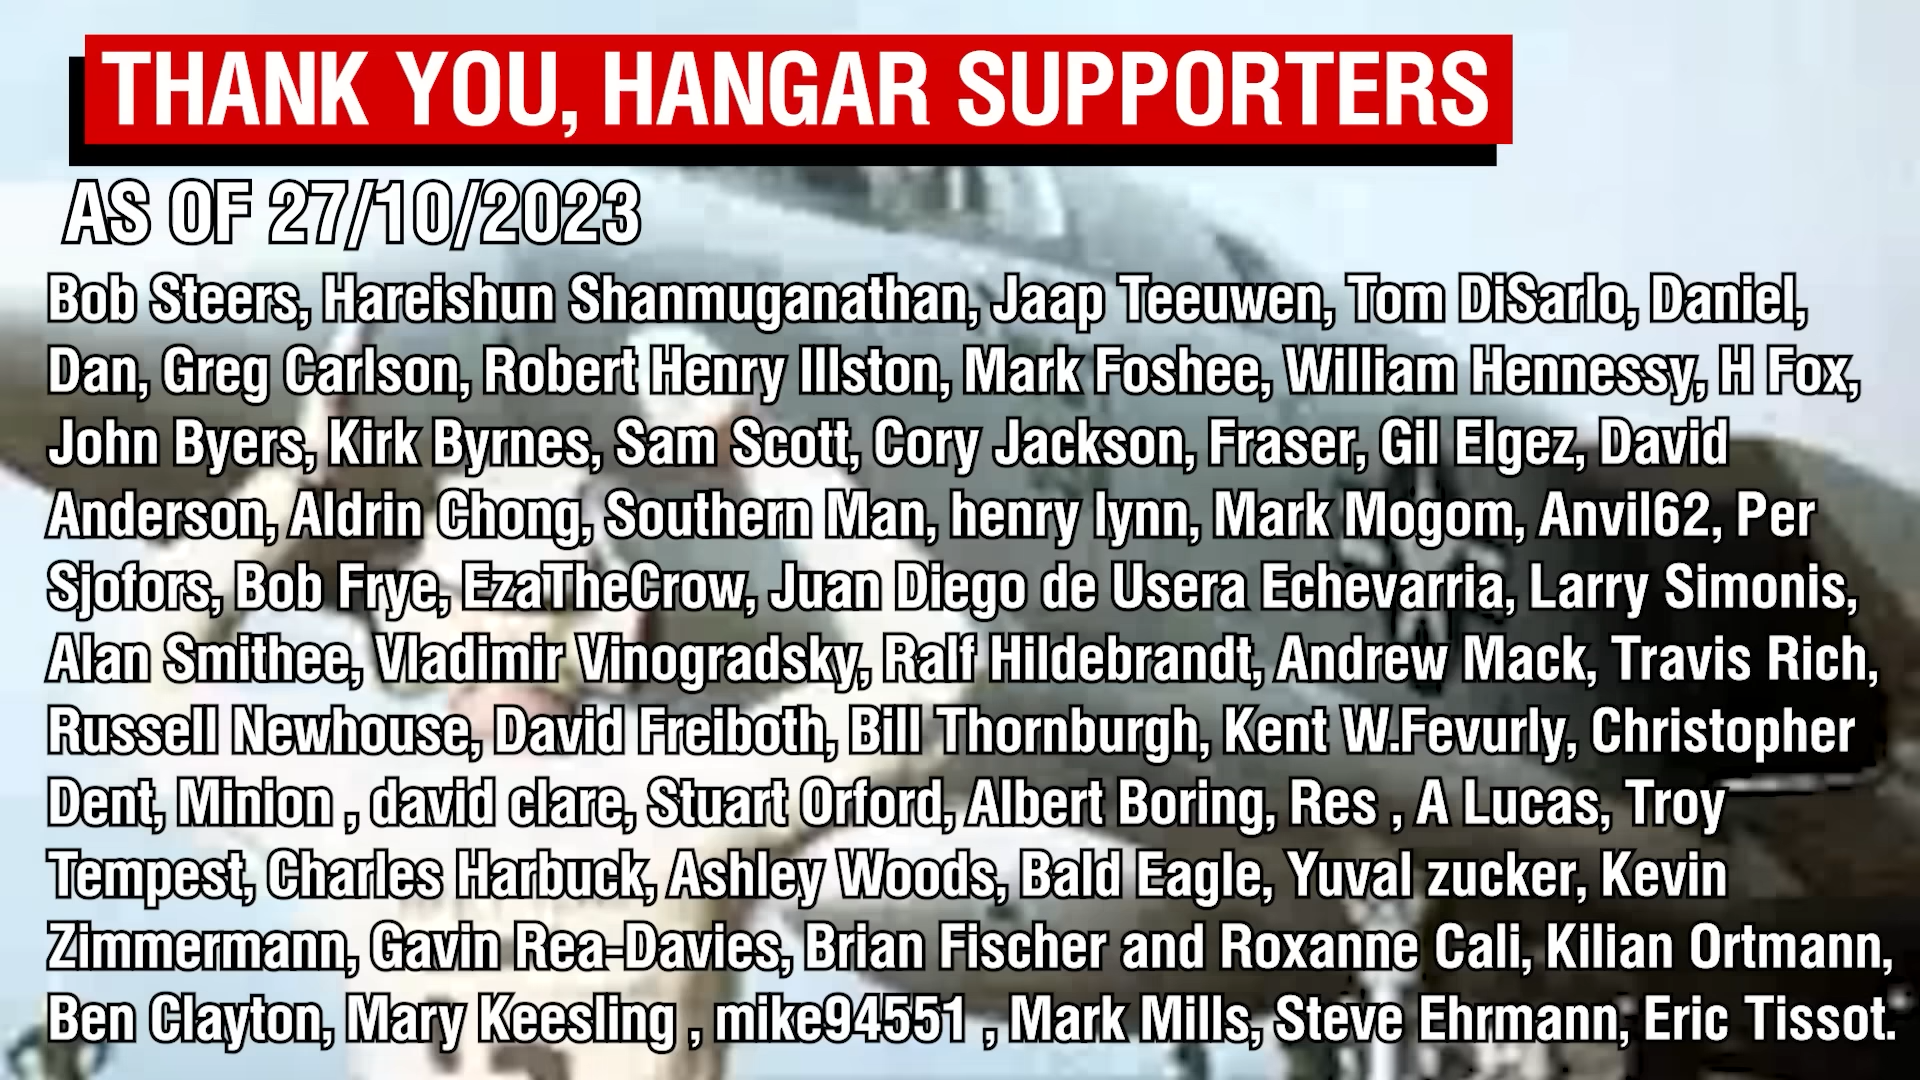 THANK YOU, HANGAR SUPPORTERS
AS OF 27/10/2023
Bob Steers, Hareishun Shanmuganathan, Jaap Teeuwen, Tom DiSarlo, Daniel,
Dan, Greg Carlson, Robert Henry Illston, Mark Foshee, William Hennessy, H Fox,
John Byers, Kirk Byrnes, Sam Scott, Cory Jackson, Fraser, Gil Elgez, David
Anderson, Aldrin Chong, Southern Man, henry lynn, Mark Mogom, Anvil62, Per
Sjofors, Bob Frye, EzaTheCrow, Juan Diego de Usera Echevarria, Larry Simonis,
Alan Smithee, Vladimir Vinogradsky, Ralf Hildebrandt, Andrew Mack, Travis Rich,
Russell Newhouse, David Freiboth, Bill Thornburgh, Kent W.Fevurly, Christopher
Dent, Minion , david clare, Stuart Orford, Albert Boring, Res , A Lucas, Troy
Tempest, Charles Harbuck, Ashley Woods, Bald Eagle, Yuval zucker, Kevin
Zimmermann, Gavin Rea-Davies, Brian Fischer and Roxanne Cali, Kilian Ortmann,
Ben Clayton, Mary Keesling , mike94551 , Mark Mills, Steve Ehrmann, Eric Tissot.